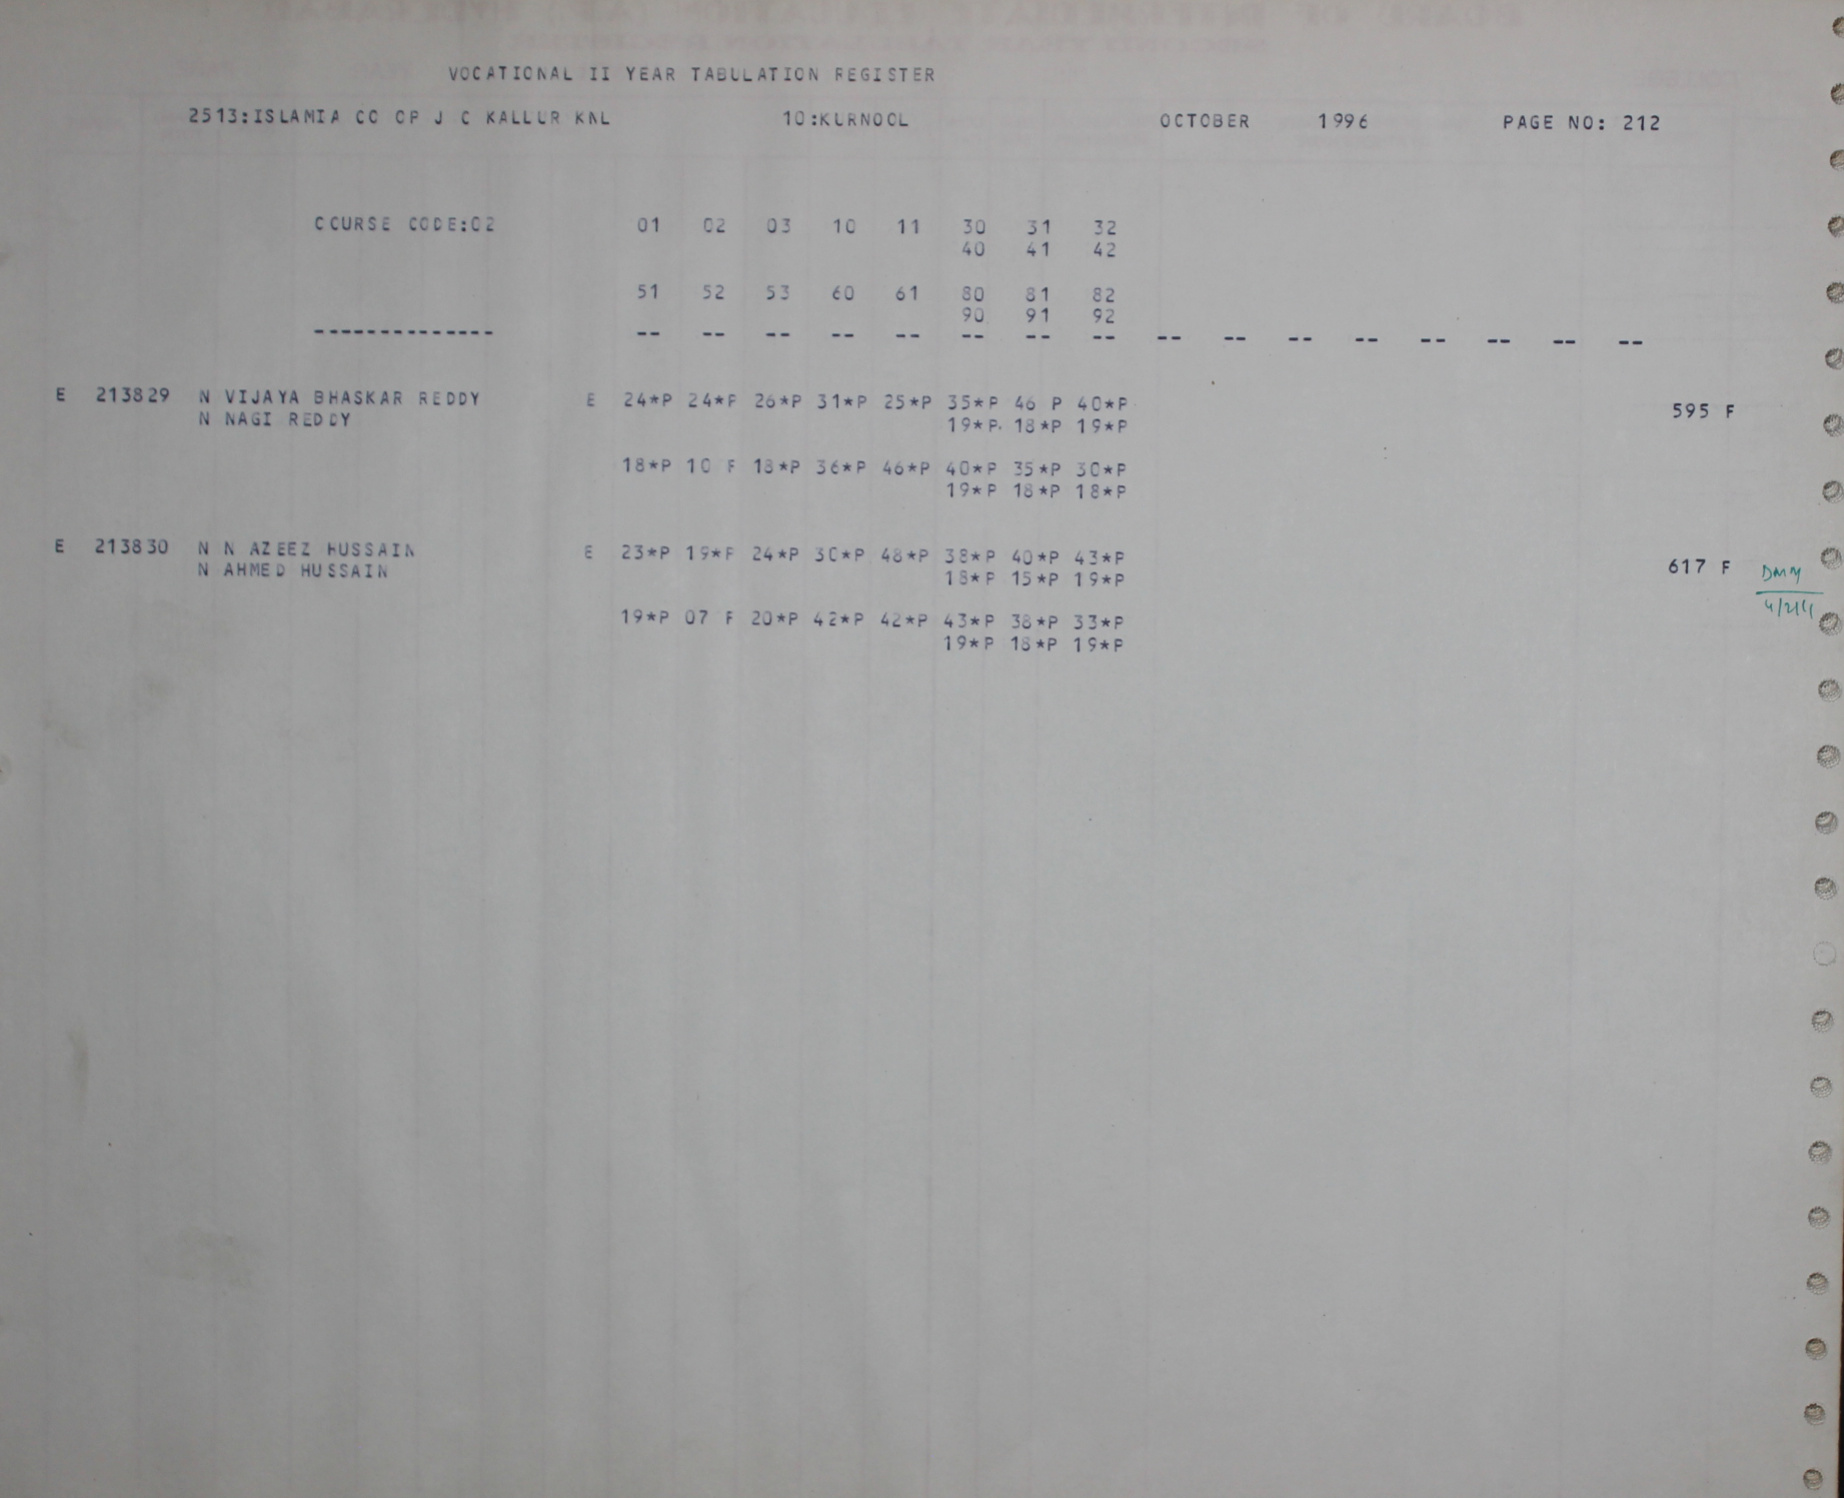 VOCATIONAL II YEAR TABULATION REGISTER
2513:ISLAMIA CO OP J C KALLUR KNL 10:KURNOOL OCTOBER 1996 PAGE NO: 212
COURSE CODE:02 01 02 03 10 11 30 31 32
40 41 42
51 52 53 60 61 80 81 82
90 91 92
-------------- -- -- -- -- -- -- -- -- -- -- -- -- -- -- -- --
E 213829 N VIJAYA BHASKAR REDDY E 24*P 24*F 26*P 31*P 25*P 35*P 46 P 40*P 595 F
N NAGI REDDY 19*P 18*P 19*P
18*P 10 F 18*P 36*P 46*P 40*P 35*P 30*P
19*P 18*P 18*P
E 213830 N N AZEEZ HUSSAIN E 23*P 19*F 24*P 30*P 48*P 38*P 40*P 43*P 617 F
N AHMED HUSSAIN 18*P 15*P 19*P
19*P 07 F 20*P 42*P 42*P 43*P 38*P 33*P
19*P 18*P 19*P